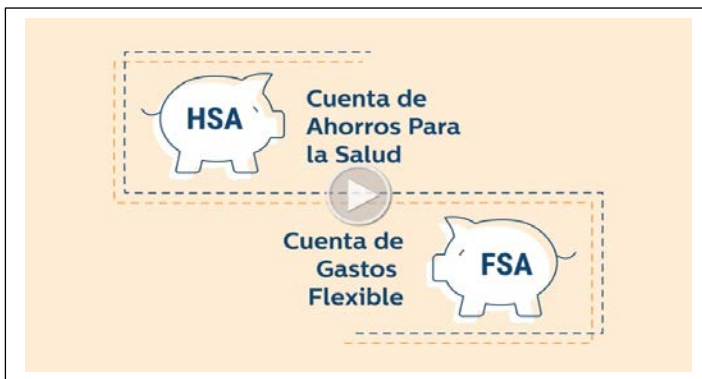 HSA
Cuenta de
Ahorros Para
la Salud
Cuenta de
Gastos
Flexible
FSA